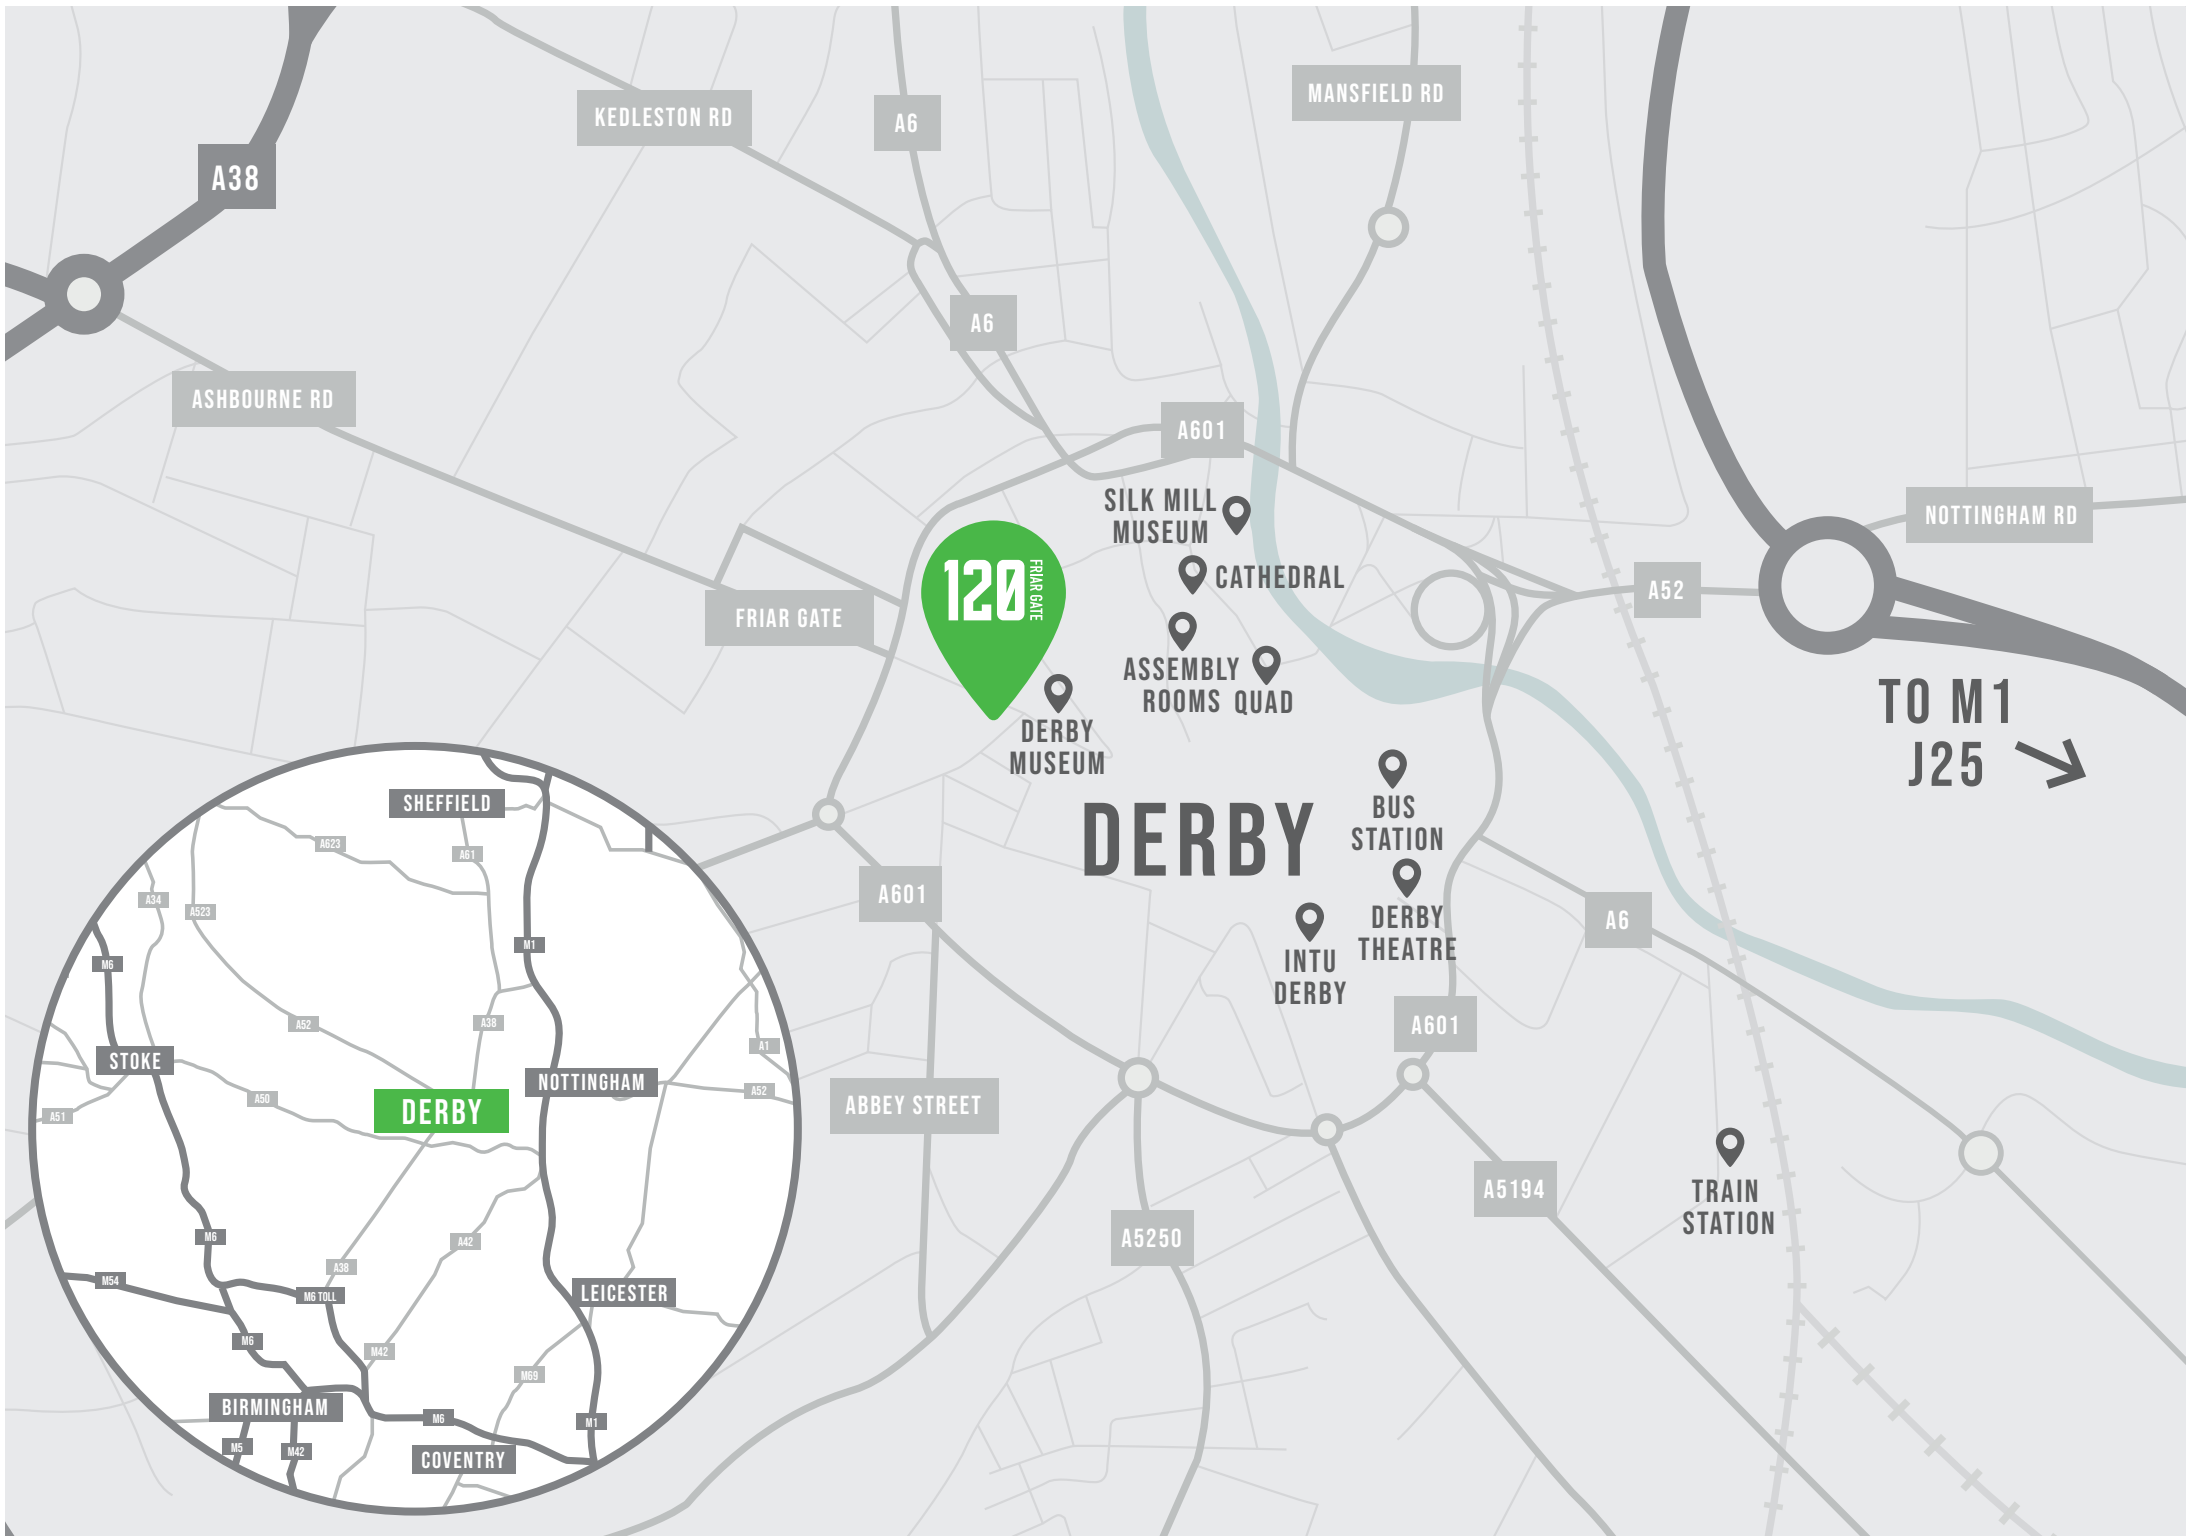 KEDLESTON RD
A6
MANSFIELD RD
A38
A6
ASHBOURNE RD
A601
SILK MILL
MUSEUM
NOTTINGHAM RD
CATHEDRAL
120
FRIAR GATE
A52
FRIAR GATE
ASSEMBLY
ROOMS
QUAD
DERBY
MUSEUM
TO M1
J25
DERBY
BUS
STATION
A601
DERBY
THEATRE
A6
INTU
DERBY
A601
ABBEY STREET
A5194
TRAIN
STATION
A5250
SHEFFIELD
A623
A61
A34
A523
M1
M6
A52
A38
A1
STOKE
NOTTINGHAM
A50
A52
A51
DERBY
M6
A42
A38
M54
M6 TOLL
LEICESTER
M6
M42
M69
BIRMINGHAM
M6
M1
M5
M42
COVENTRY